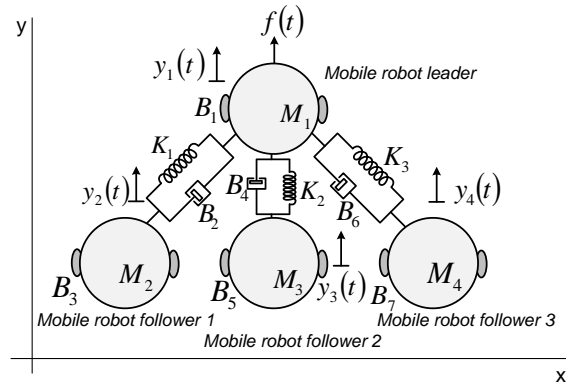 y
f(t)
y₁(t)
Mobile robot leader
B₁
M₁
K₁
K₃
y₂(t)
B₂
B₄
K₂
B₆
y₄(t)
M₂
M₃
M₄
B₃
B₅
y₃(t)
B₇
Mobile robot follower 1
Mobile robot follower 3
Mobile robot follower 2
x